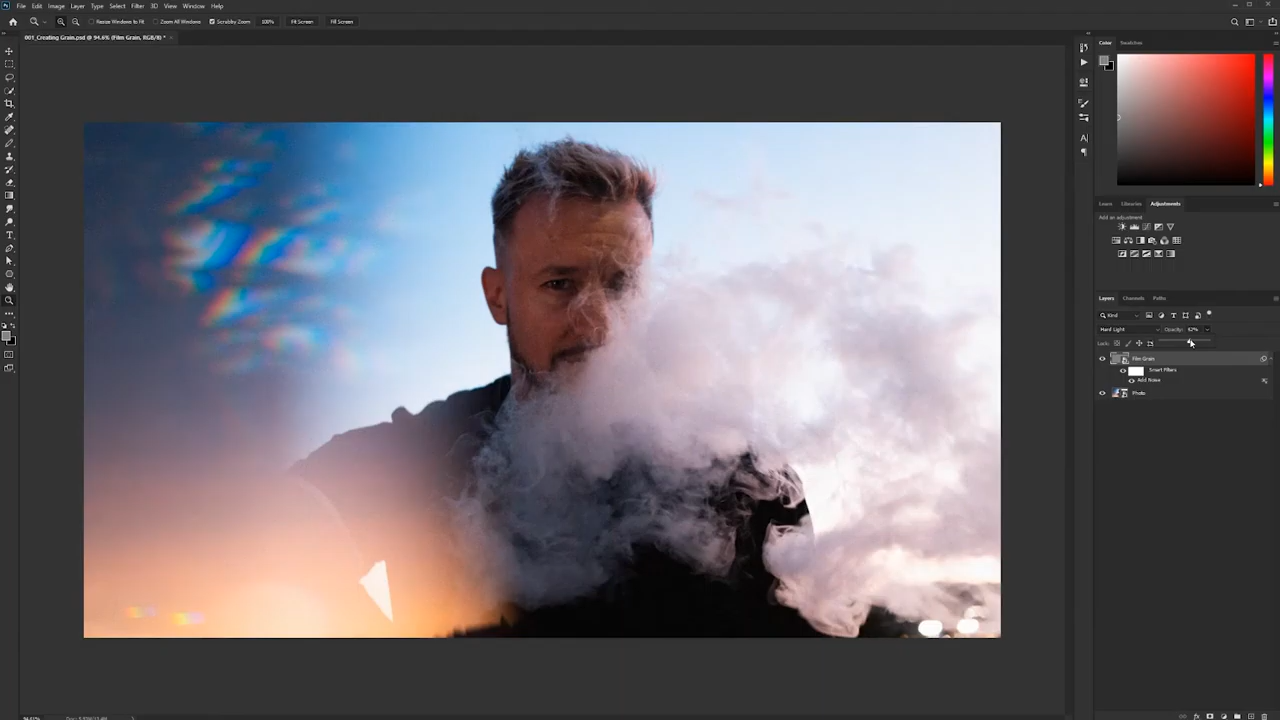 File Edit Image Layer Type Select Filter 3D View Window Help
Resize Windows to Fit Zoom All Windows Scrubby Zoom 100% Fit Screen Fill Screen
001_Creating Grain.psd @ 94.6% (Film Grain, RGB/8) *
Color Swatches
Learn Libraries Adjustments
Add an adjustment
Layers Channels Paths
Kind
Hard Light Opacity: 62%
Lock:
Film Grain
Smart Filters
Add Noise
Photo